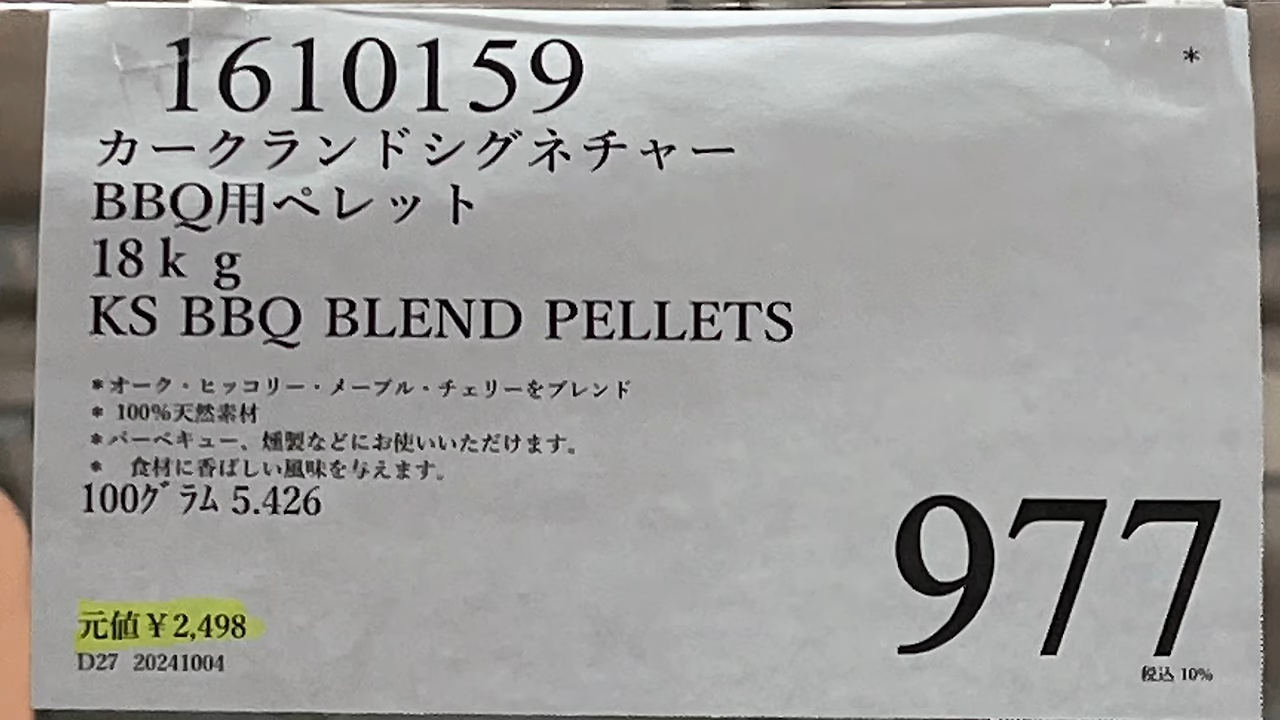 1610159
*
カークランドシグネチャー
BBQ用ペレット
18ｋ ｇ
KS BBQ BLEND PELLETS
*オーク・ヒッコリー・メープル・チェリーをブレンド
* 100%天然素材
*バーベキュー、燻製などにお使いいただけます。
* 食材に香ばしい風味を与えます。
100ｸﾞﾗﾑ 5.426
977
元値￥2,498
D27 20241004
税込 10%